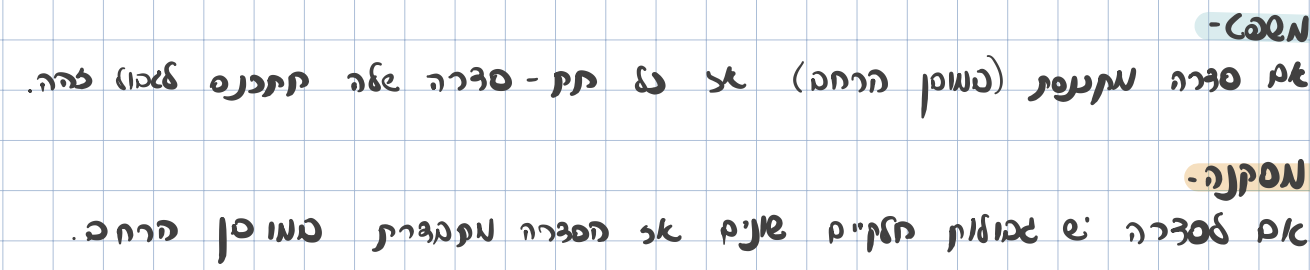 משפט-
אם סדרה מתכנסת (במובן הרחב) אז כל תת-סדרה שלה תתכנס לגבול זהה.
מסקנה-
אם לסדרה יש גבולות חלקיים שונים אז הסדרה מתבדרת במובן הרחב.